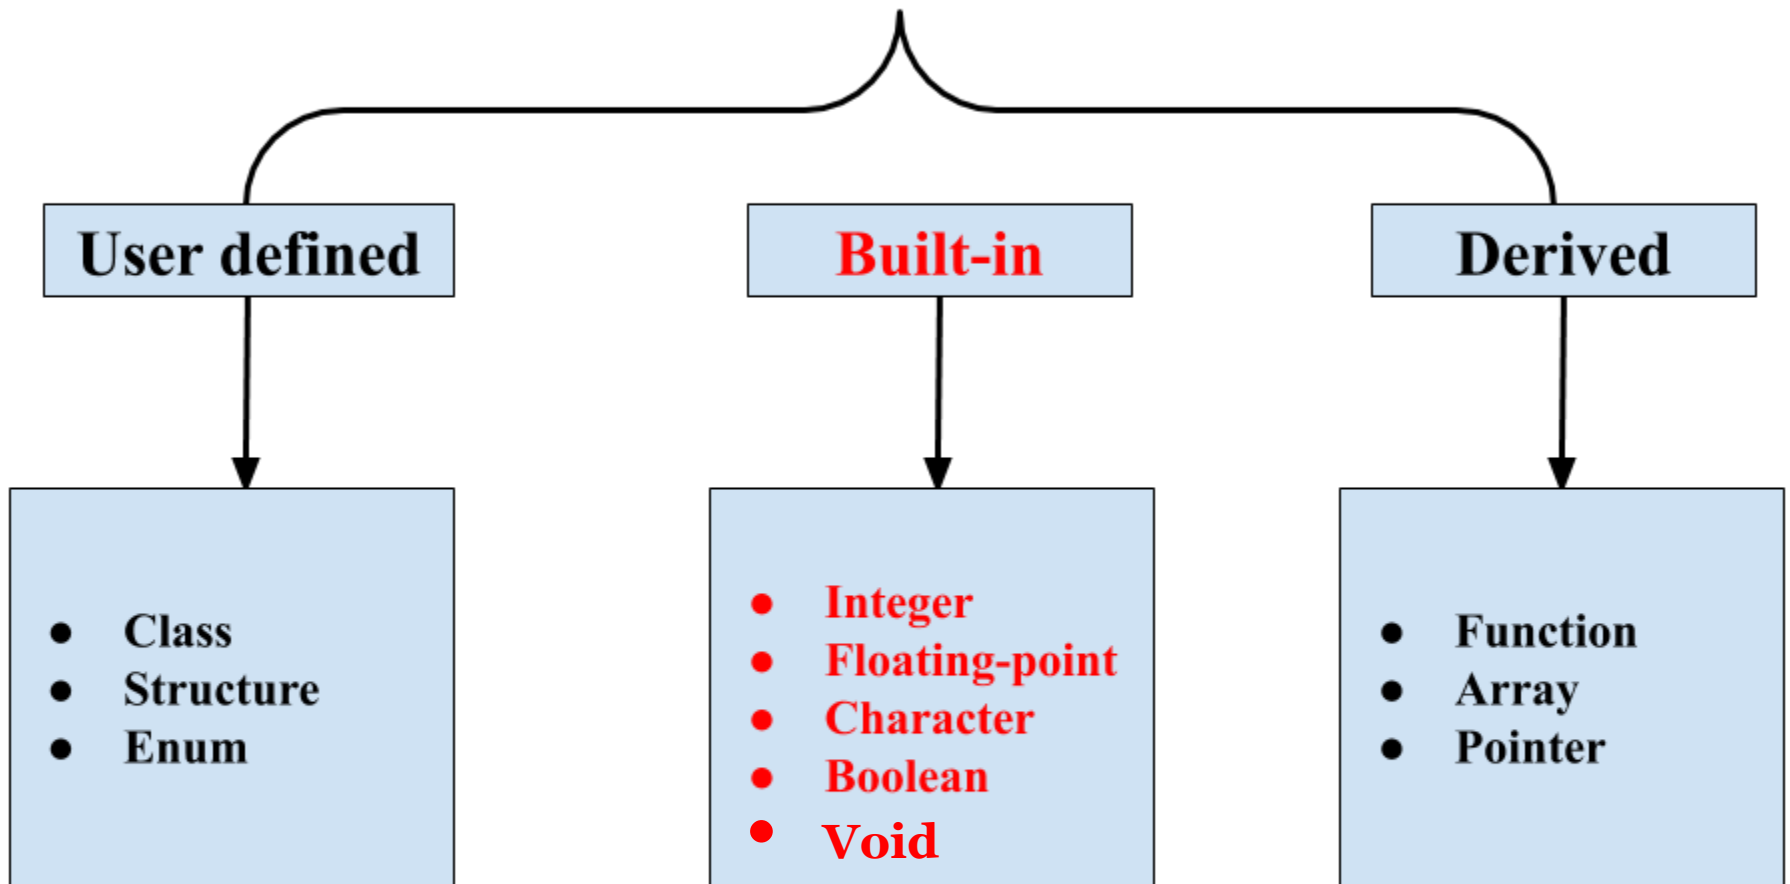 User defined
Built-in
Derived
● Class
● Structure
● Enum
● Integer
● Floating-point
● Character
● Boolean
● Void
● Function
● Array
● Pointer